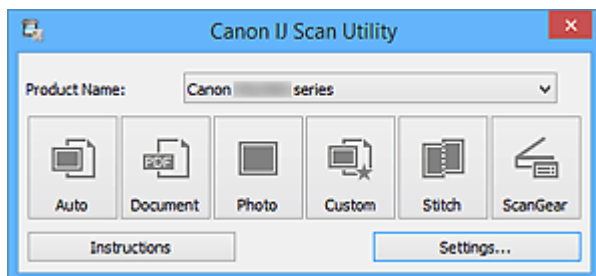 Canon IJ Scan Utility
Product Name: Canon series
PDF
Auto Document Photo Custom Stitch ScanGear
Instructions Settings...